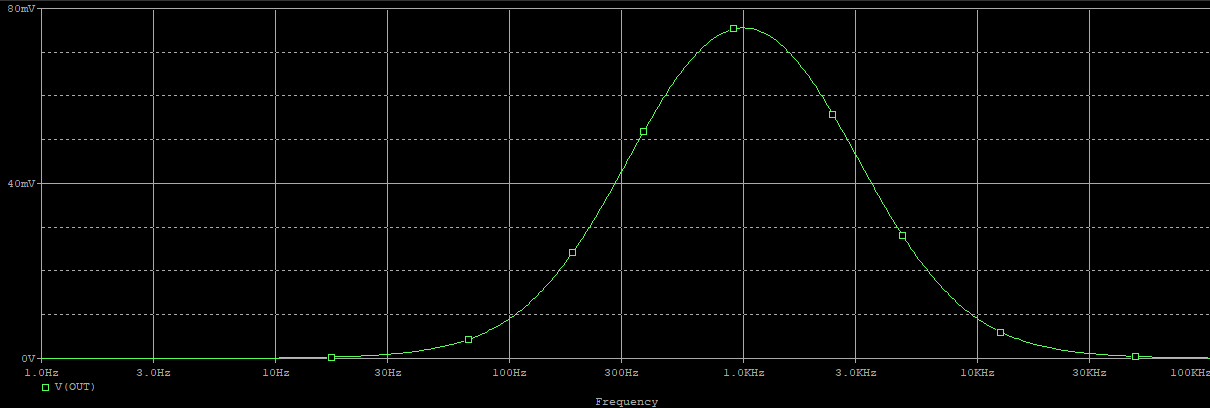 80mV
40mV
0V
1.0Hz 3.0Hz 10Hz 30Hz 100Hz 300Hz 1.0KHz 3.0KHz 10KHz 30KHz 100KHz
V(OUT)
Frequency